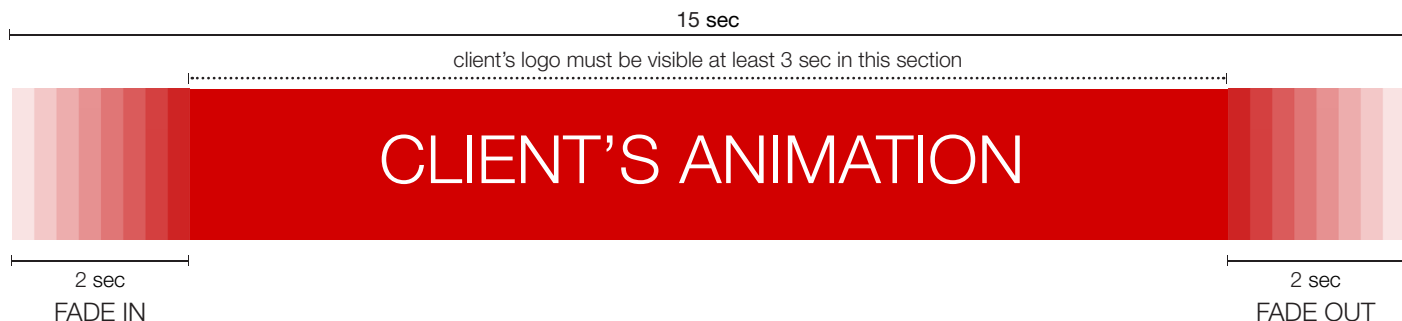 15 sec
client’s logo must be visible at least 3 sec in this section
CLIENT’S ANIMATION
2 sec
FADE IN
2 sec
FADE OUT